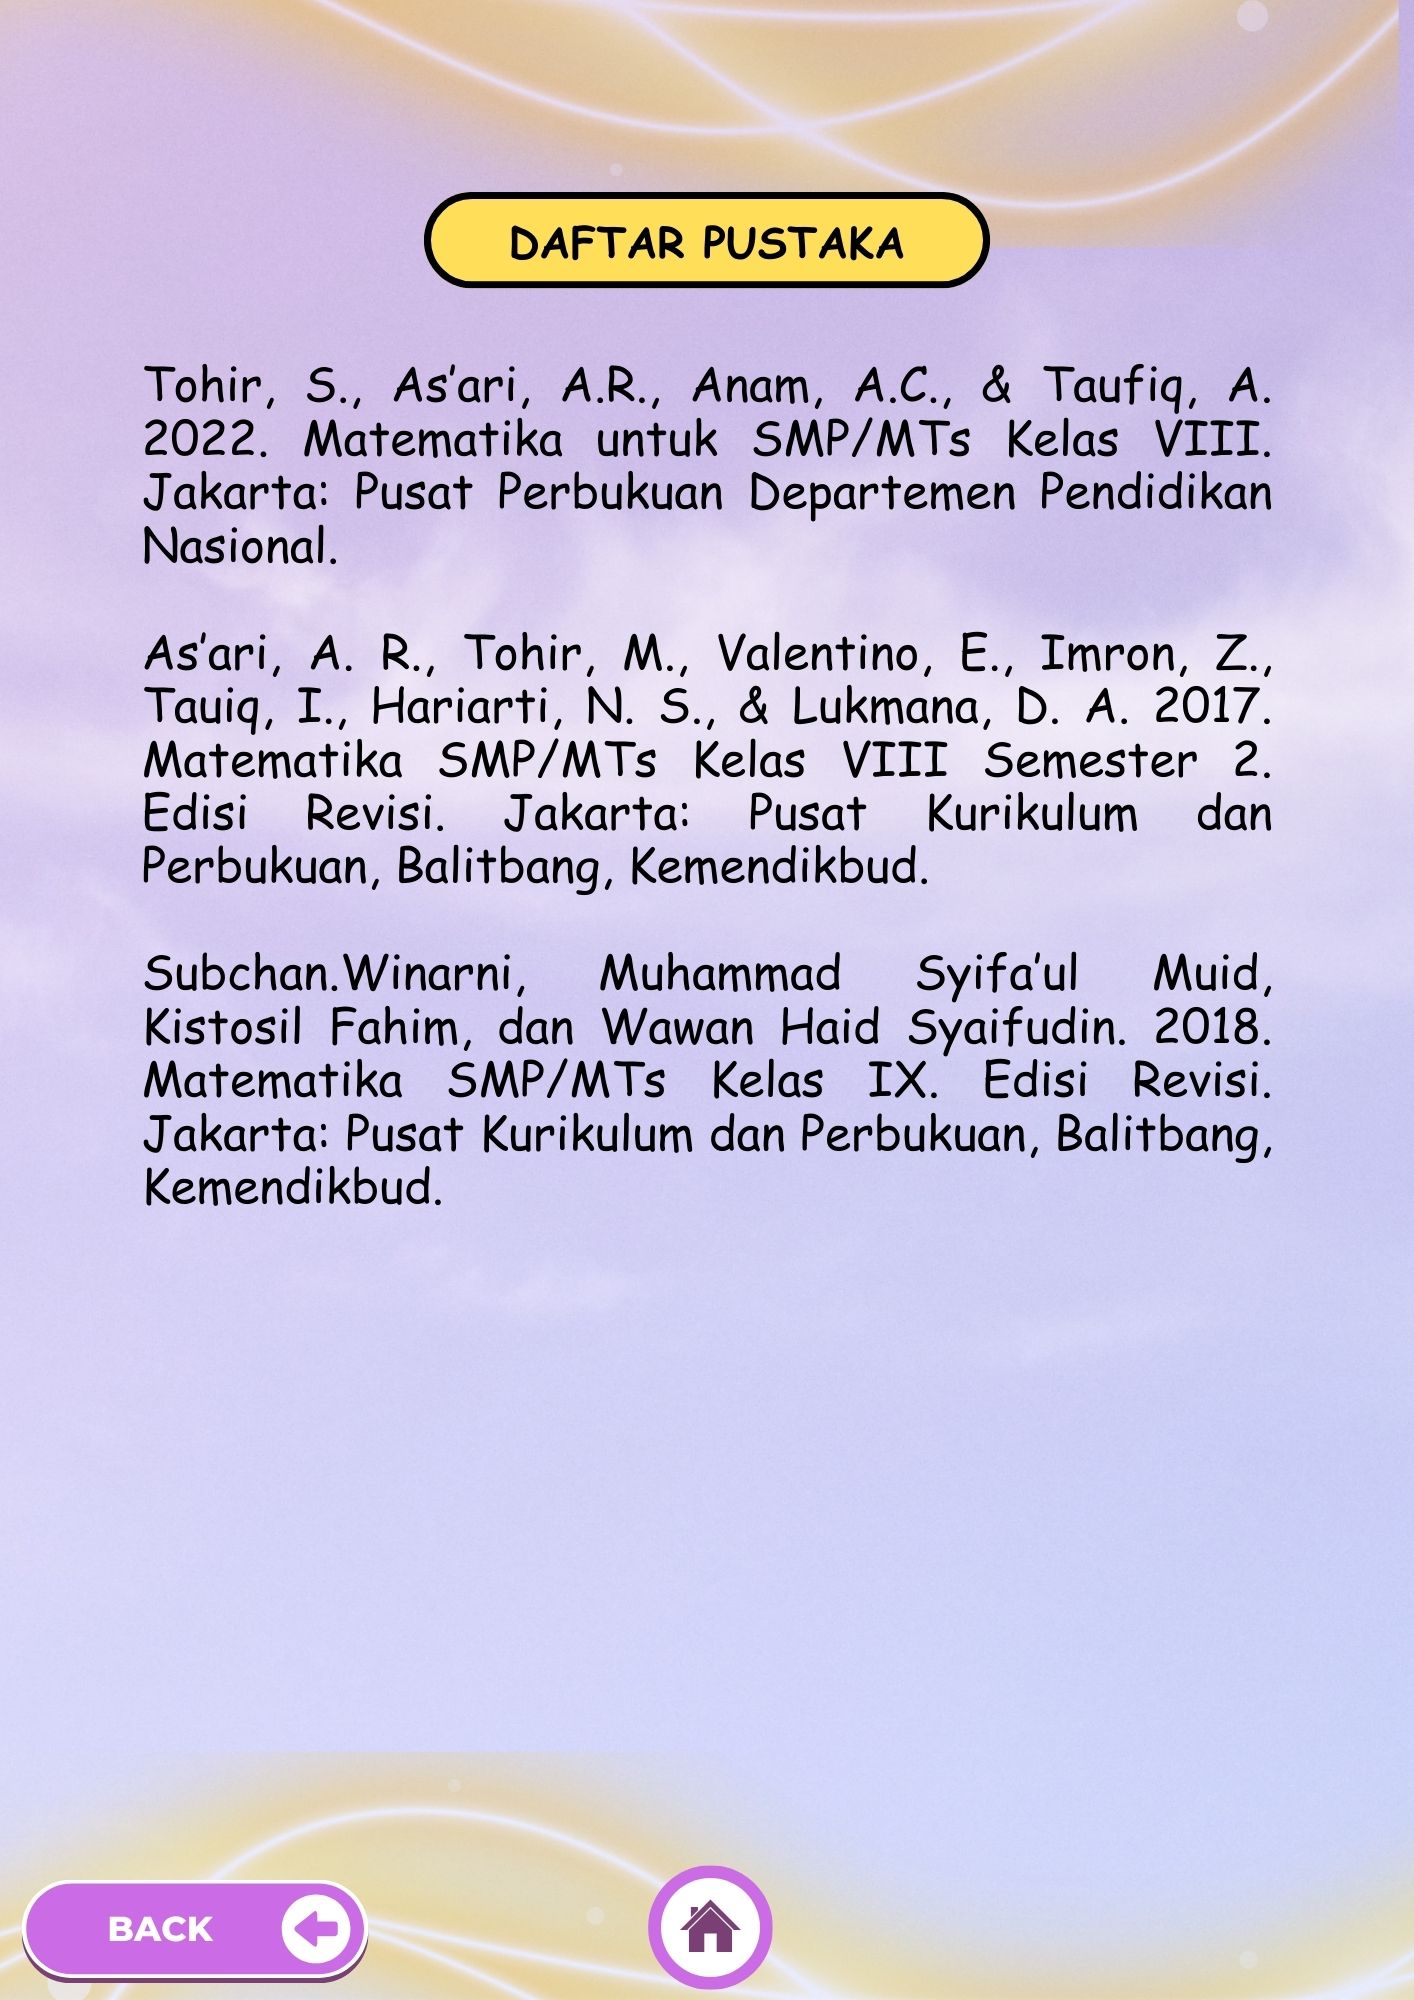 DAFTAR PUSTAKA
Tohir, S., As'ari, A.R., Anam, A.C., & Taufiq, A.
2022. Matematika untuk SMP/MTs Kelas VIII.
Jakarta: Pusat Perbukuan Departemen Pendidikan
Nasional.
As'ari, A. R., Tohir, M., Valentino, E., Imron, Z.,
Tauiq, I., Hariarti, N. S., & Lukmana, D. A. 2017.
Matematika SMP/MTs Kelas VIII Semester 2.
Edisi Revisi. Jakarta: Pusat Kurikulum dan
Perbukuan, Balitbang, Kemendikbud.
Subchan.Winarni, Muhammad Syifa'ul Muid,
Kistosil Fahim, dan Wawan Haid Syaifudin. 2018.
Matematika SMP/MTs Kelas IX. Edisi Revisi.
Jakarta: Pusat Kurikulum dan Perbukuan, Balitbang,
Kemendikbud.
BACK